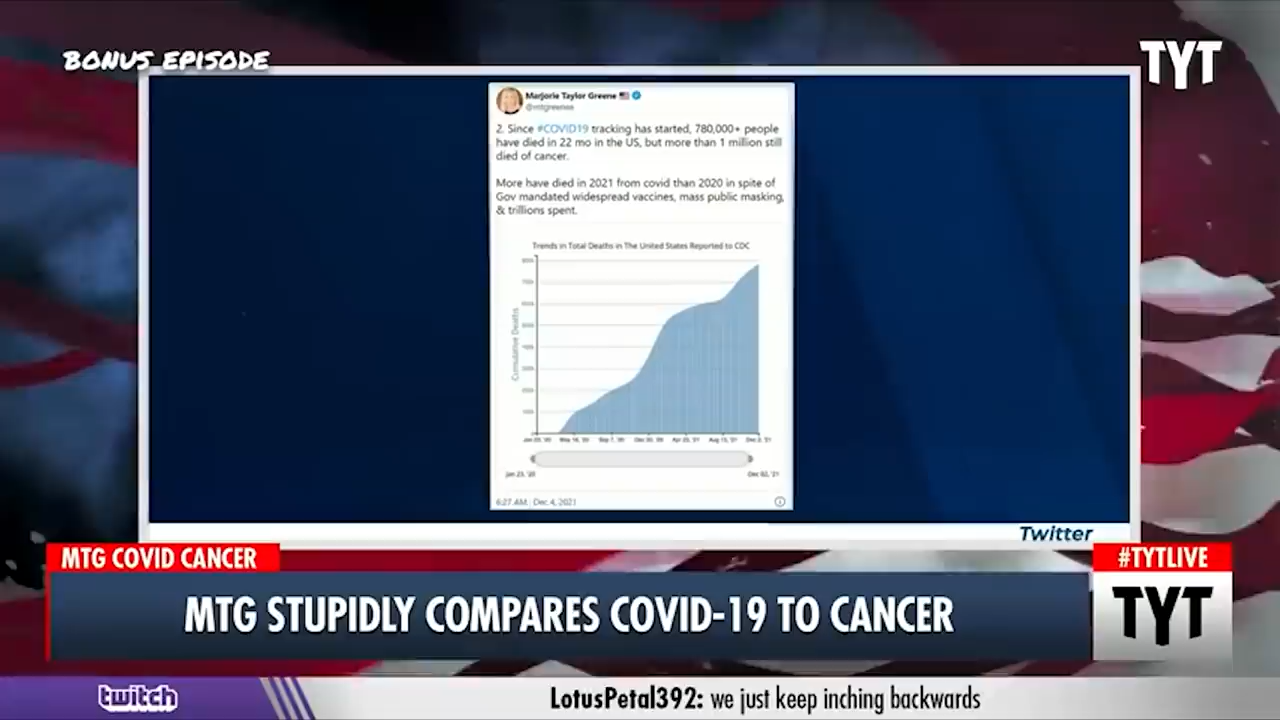 BONUS EPISODE
TYT
Marjorie Taylor Greene
@mtgreenee
2. Since #COVID19 tracking has started, 780,000+ people
have died in 22 mo in the US, but more than 1 million still
died of cancer.
More have died in 2021 from covid than 2020 in spite of
Gov mandated widespread vaccines, mass public masking,
& trillions spent.
Trends in Total Deaths in The United States Reported to CDC
Cumulative Deaths
Jan 23, '20
Dec 02, '21
6:27 AM · Dec 4, 2021
Twitter
MTG COVID CANCER
#TYTLIVE
MTG STUPIDLY COMPARES COVID-19 TO CANCER
TYT
twitch
LotusPetal392: we just keep inching backwards